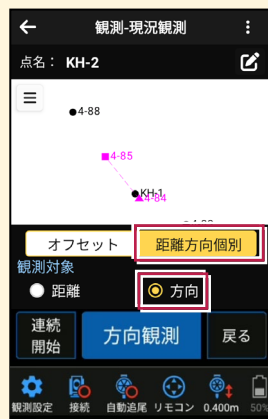 観測-現況観測
点名： KH-2
4-88
4-85
KH-1
4-84
オフセット 距離方向個別
観測対象
距離 方向
連続
開始
方向観測
戻る
観測設定 接続 自動追尾 リモコン 0.400m 50%